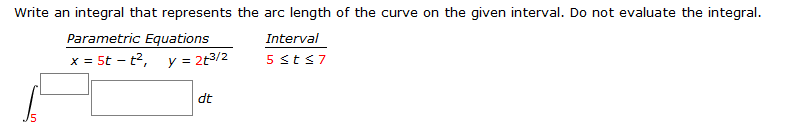 Write an integral that represents the arc length of the curve on the given interval. Do not evaluate the integral.
Parametric Equations Interval
x = 5t − t², y = 2t^{3/2} 5 ≤ t ≤ 7
∫ dt
5